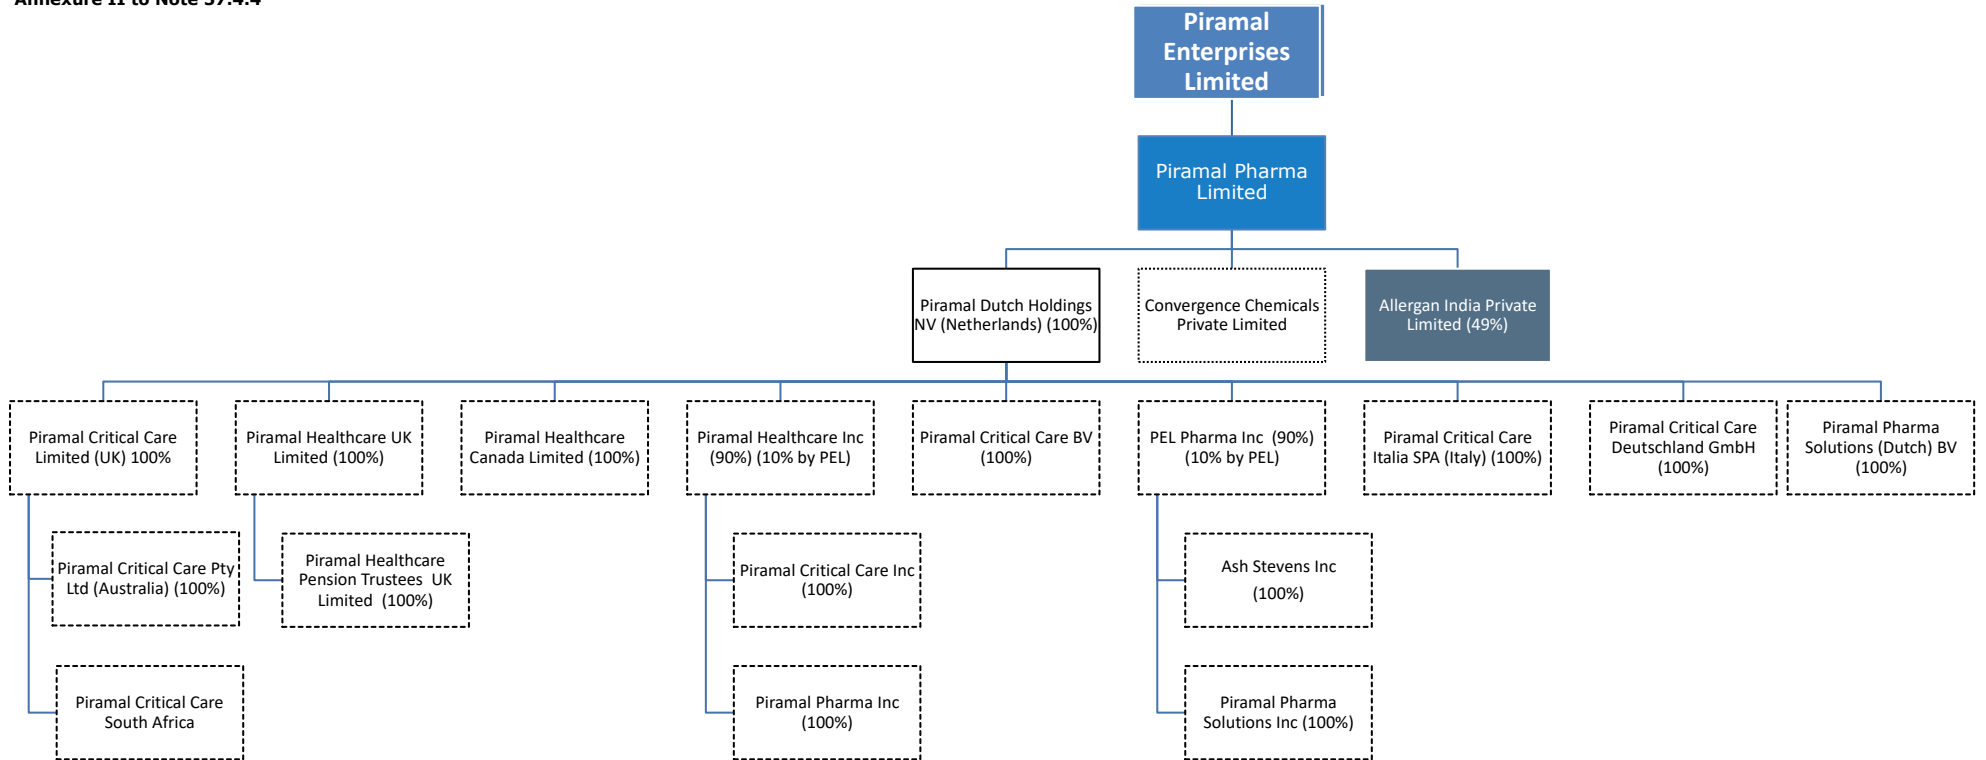 Annexure II to Note 37.4.4
Piramal
Enterprises
Limited
Piramal Pharma
Limited
Piramal Dutch Holdings
NV (Netherlands) (100%)
Convergence Chemicals
Private Limited
Allergan India Private
Limited (49%)
Piramal Critical Care
Limited (UK) 100%
Piramal Healthcare UK
Limited (100%)
Piramal Healthcare
Canada Limited (100%)
Piramal Healthcare Inc
(90%) (10% by PEL)
Piramal Critical Care BV
(100%)
PEL Pharma Inc (90%)
(10% by PEL)
Piramal Critical Care
Italia SPA (Italy) (100%)
Piramal Critical Care
Deutschland GmbH
(100%)
Piramal Pharma
Solutions (Dutch) BV
(100%)
Piramal Critical Care Pty
Ltd (Australia) (100%)
Piramal Healthcare
Pension Trustees UK
Limited (100%)
Piramal Critical Care Inc
(100%)
Ash Stevens Inc
(100%)
Piramal Critical Care
South Africa
Piramal Pharma Inc
(100%)
Piramal Pharma
Solutions Inc (100%)